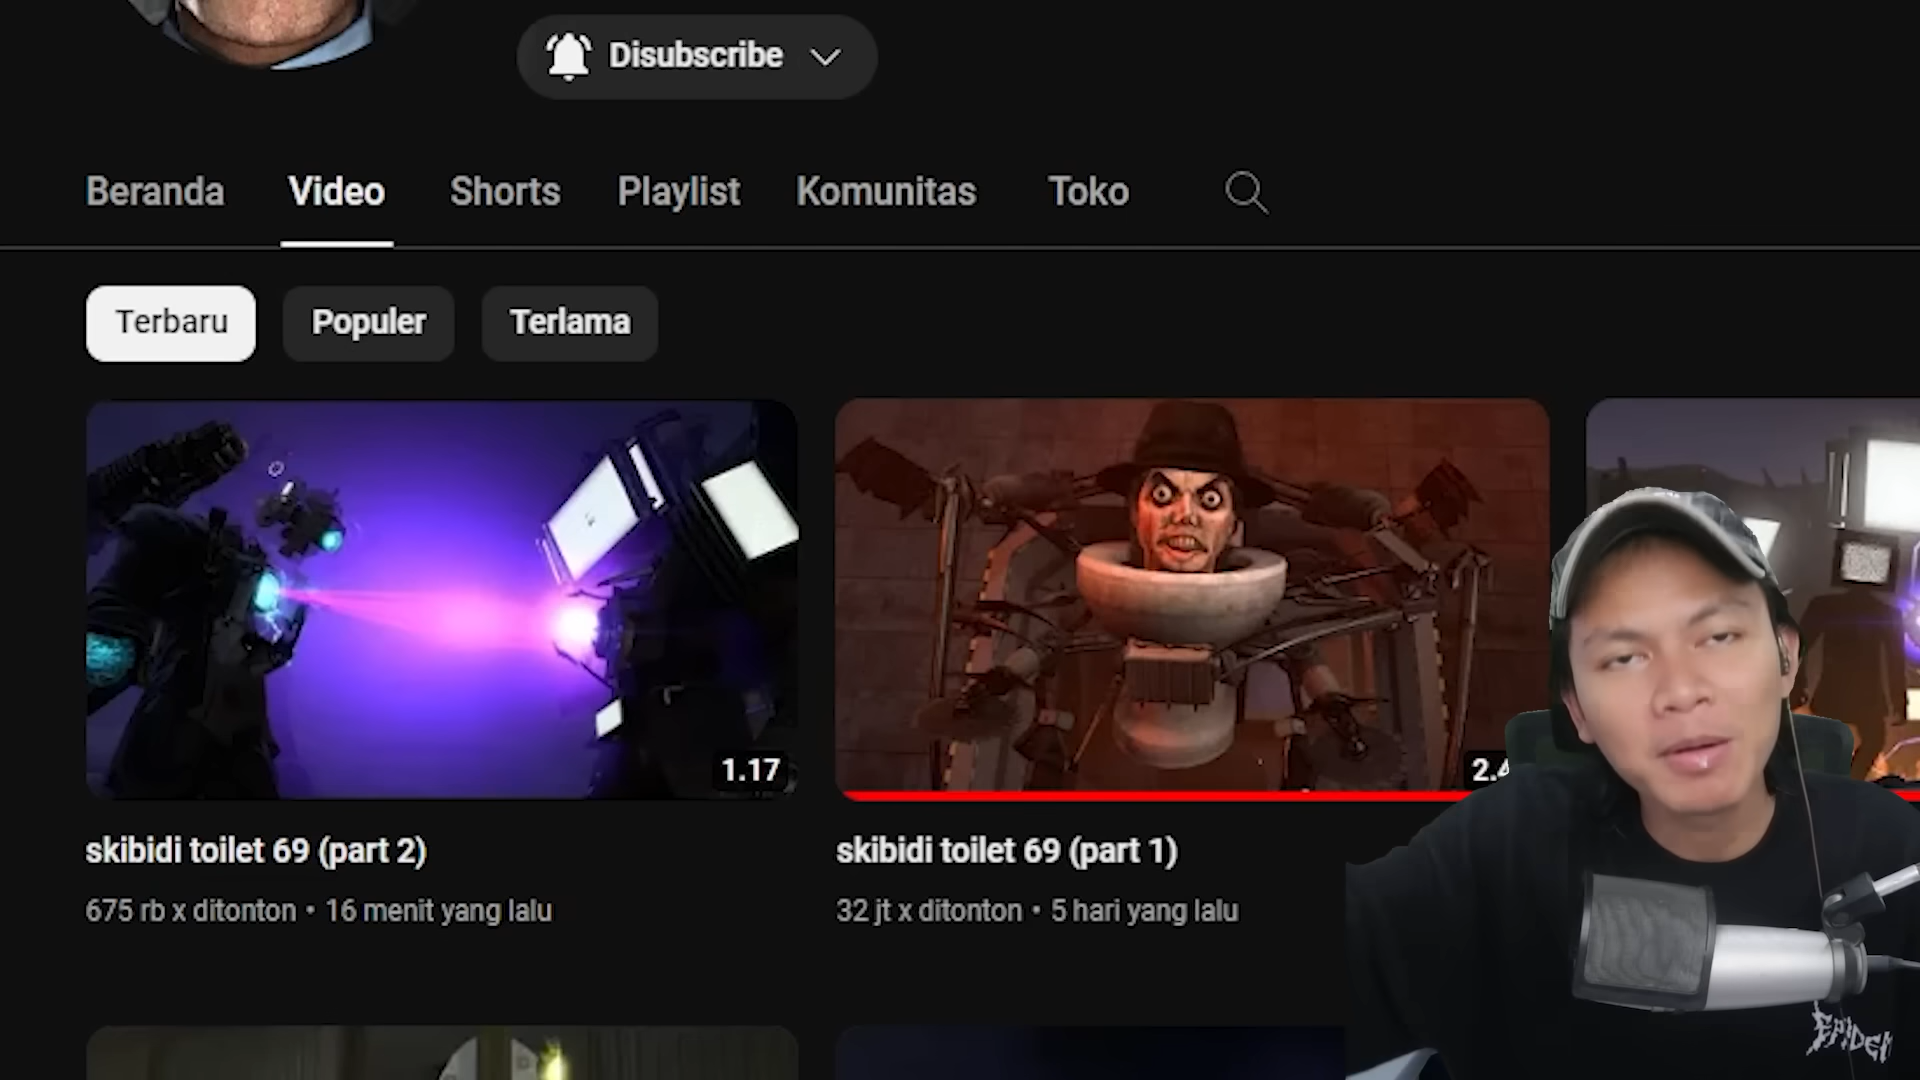 Disubscribe
Beranda Video Shorts Playlist Komunitas Toko
Terbaru Populer Terlama
1.17
skibidi toilet 69 (part 2)
675 rb x ditonton • 16 menit yang lalu
skibidi toilet 69 (part 1)
32 jt x ditonton • 5 hari yang lalu